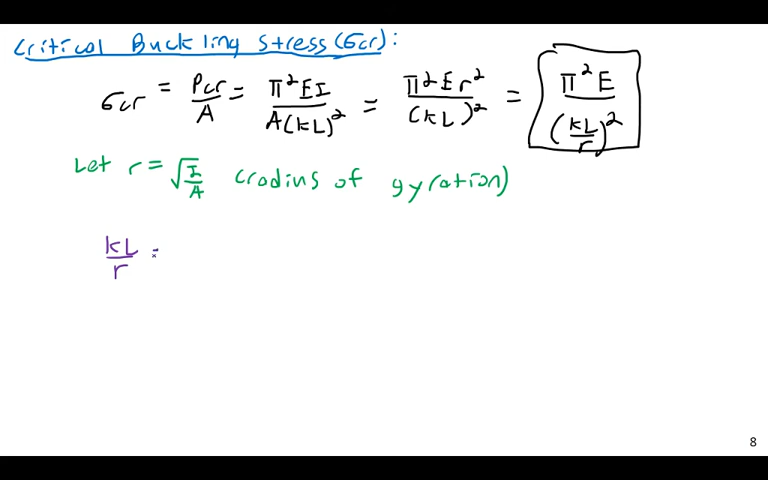 Critical Buckling Stress (σcr):
σcr = Pcr/A = π²EI/A(kL)² = π²Er²/(kL)² = π²E/(kL/r)²
Let r = √I/A (radius of gyration)
kL/r =
8